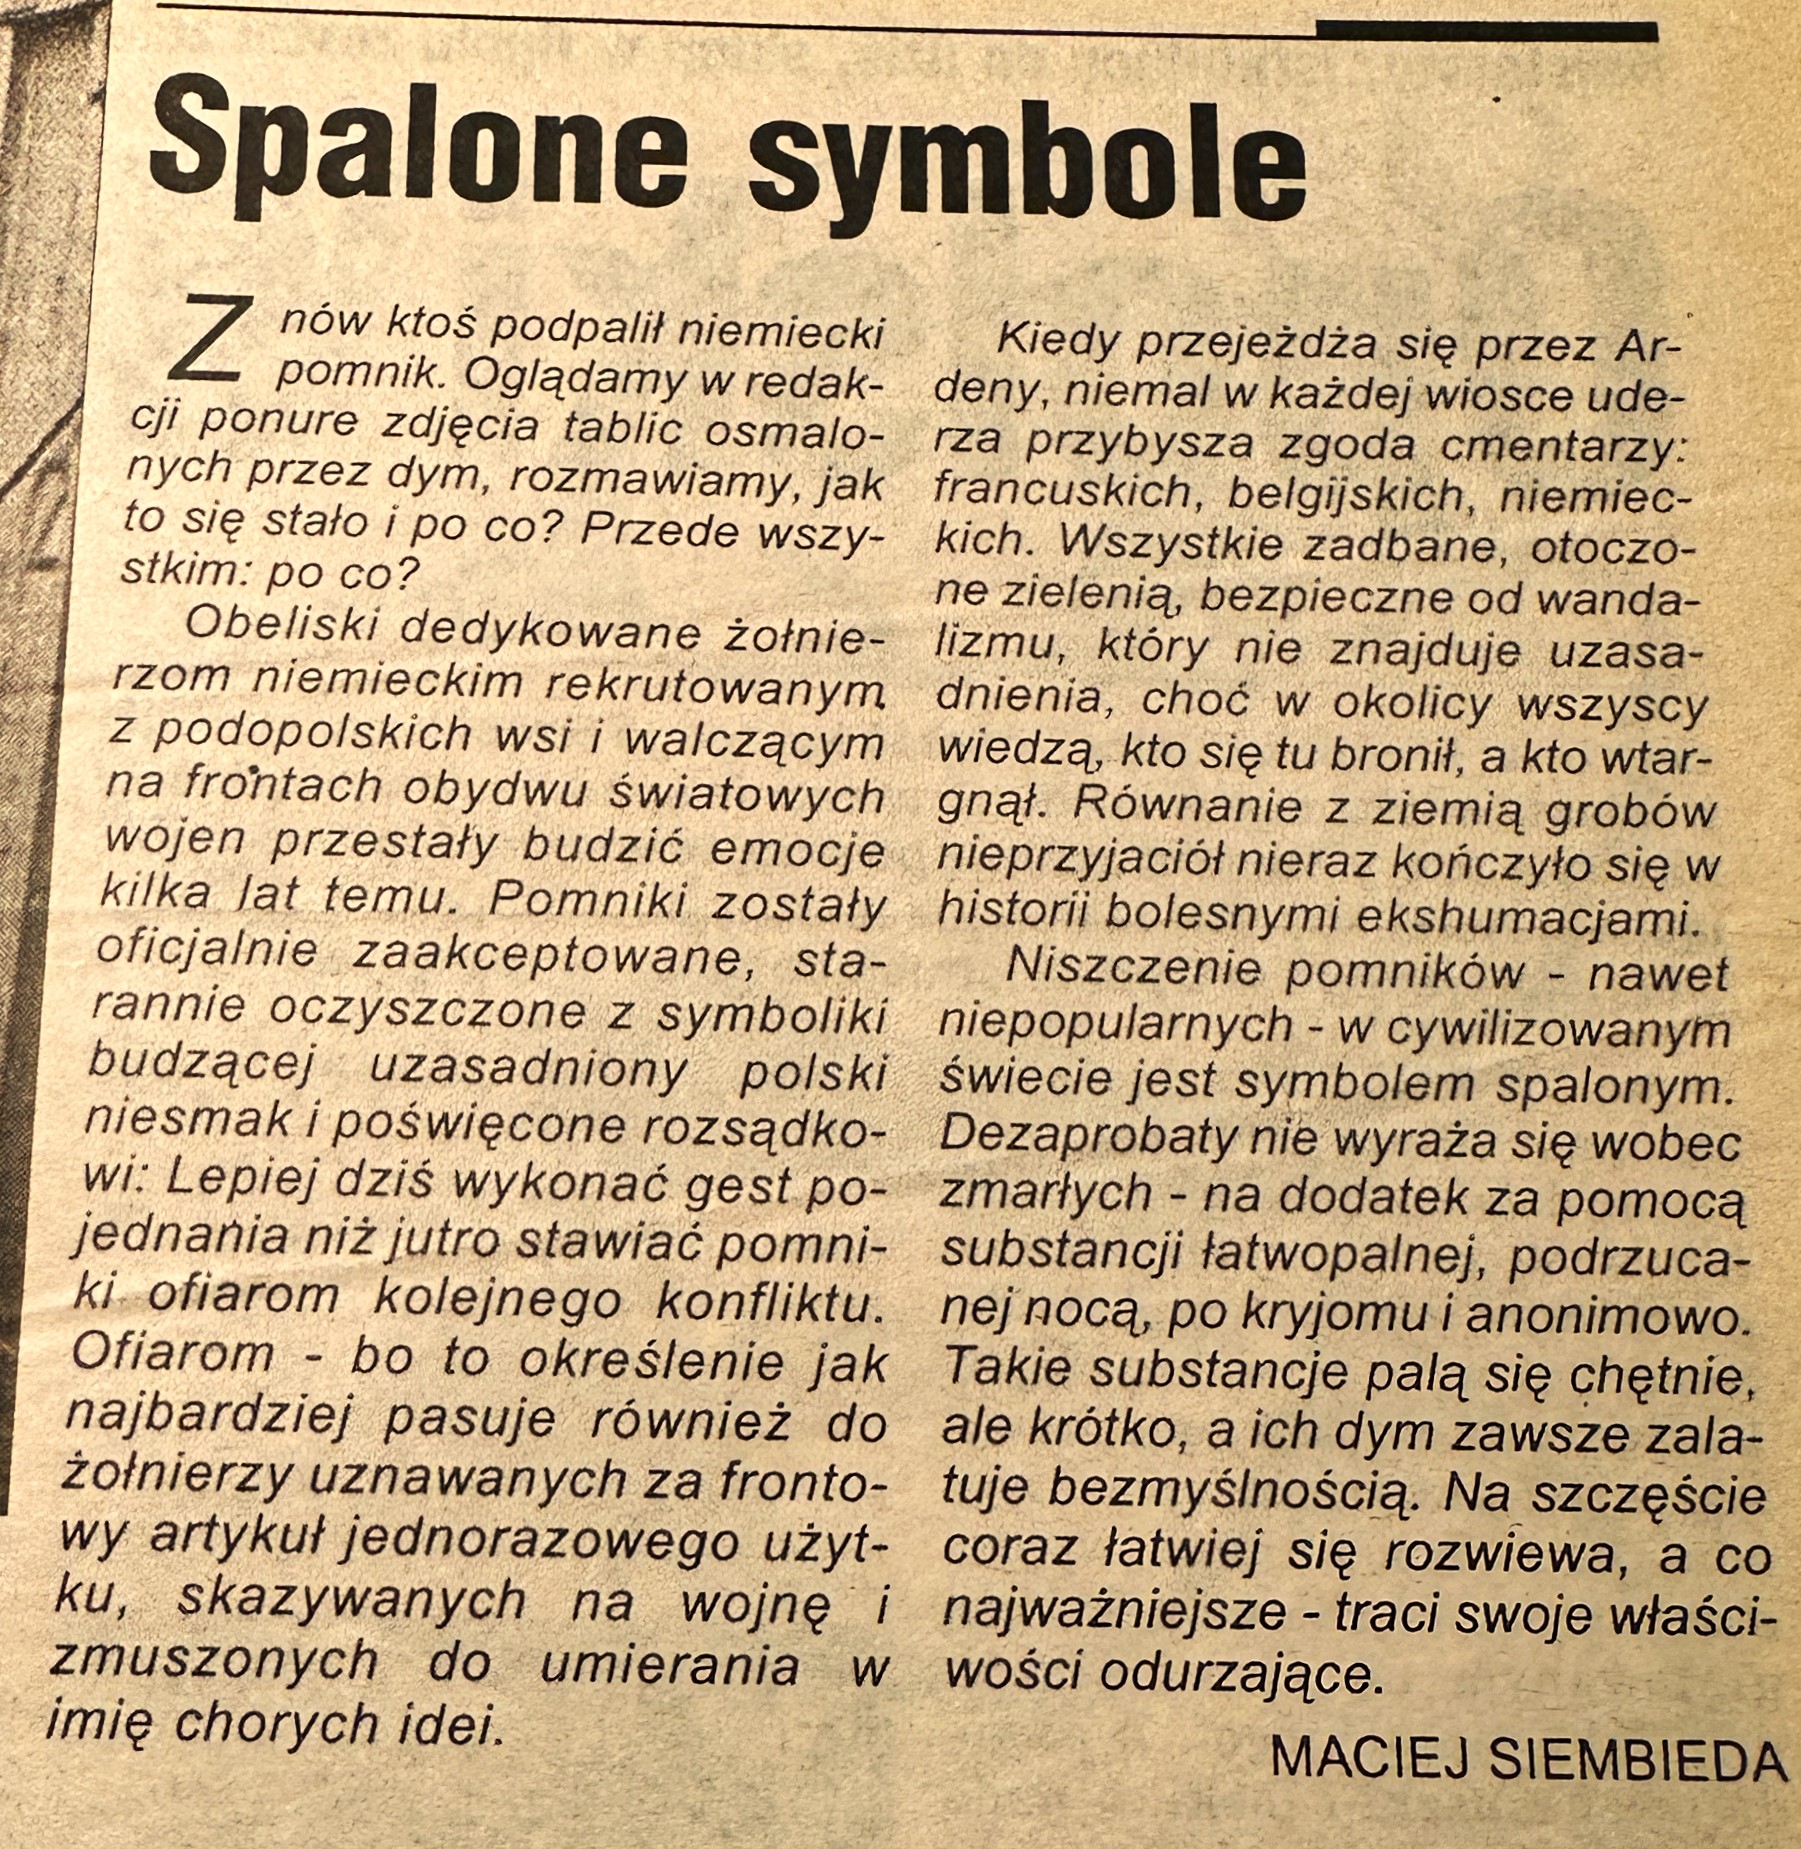 Spalone symbole
Znów ktoś podpalił niemiecki
pomnik. Oglądamy w redak-
cji ponure zdjęcia tablic osmalo-
nych przez dym, rozmawiamy, jak
to się stało i po co? Przede wszy-
stkim: po co?
Obeliski dedykowane żołnie-
rzom niemieckim rekrutowanym
z podopolskich wsi i walczącym
na frontach obydwu światowych
wojen przestały budzić emocje
kilka lat temu. Pomniki zostały
oficjalnie zaakceptowane, sta-
rannie oczyszczone z symboliki
budzącej uzasadniony polski
niesmak i poświęcone rozsądko-
wi: Lepiej dziś wykonać gest po-
jednania niż jutro stawiać pomni-
ki ofiarom kolejnego konfliktu.
Ofiarom - bo to określenie jak
najbardziej pasuje również do
żołnierzy uznawanych za fronto-
wy artykuł jednorazowego użyt-
ku, skazywanych na wojnę i
zmuszonych do umierania w
imię chorych idei.
Kiedy przejeżdża się przez Ar-
deny, niemal w każdej wiosce ude-
rza przybysza zgoda cmentarzy:
francuskich, belgijskich, niemiec-
kich. Wszystkie zadbane, otoczo-
ne zielenią, bezpieczne od wanda-
lizmu, który nie znajduje uzasa-
dnienia, choć w okolicy wszyscy
wiedzą, kto się tu bronił, a kto wtar-
gnął. Równanie z ziemią grobów
nieprzyjaciół nieraz kończyło się w
historii bolesnymi ekshumacjami.
Niszczenie pomników - nawet
niepopularnych - w cywilizowanym
świecie jest symbolem spalonym.
Dezaprobaty nie wyraża się wobec
zmarłych - na dodatek za pomocą
substancji łatwopalnej, podrzuca-
nej nocą, po kryjomu i anonimowo.
Takie substancje palą się chętnie,
ale krótko, a ich dym zawsze zala-
tuje bezmyślnością. Na szczęście
coraz łatwiej się rozwiewa, a co
najważniejsze - traci swoje właści-
wości odurzające.
MACIEJ SIEMBIEDA